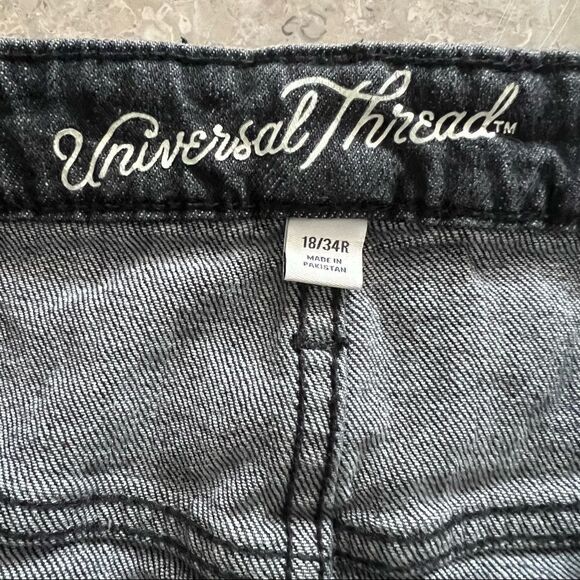 Universal Thread™
18/34R
MADE IN
PAKISTAN